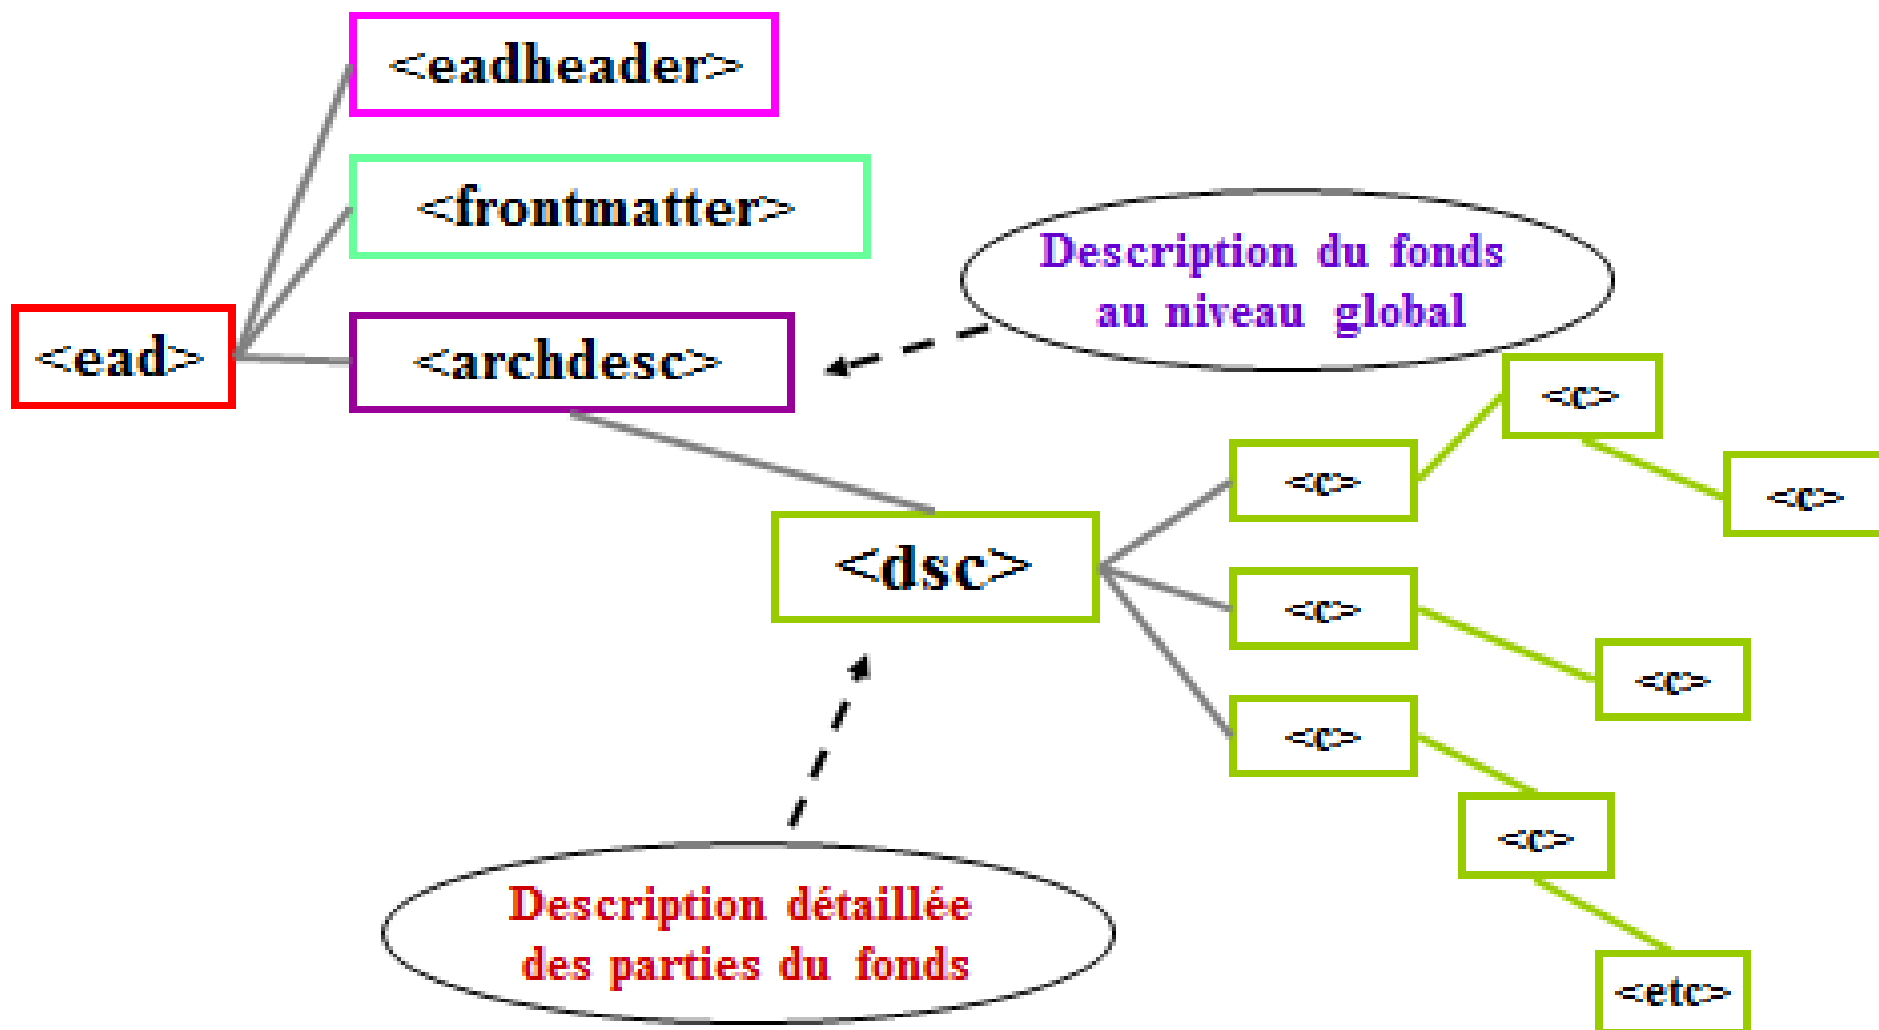 <eadheader>
<frontmatter>
Description du fonds
au niveau global
<ead>
<archdesc>
<c>
<c>
<c>
<dsc>
<c>
<c>
<c>
<c>
Description détaillée
des parties du fonds
<etc>